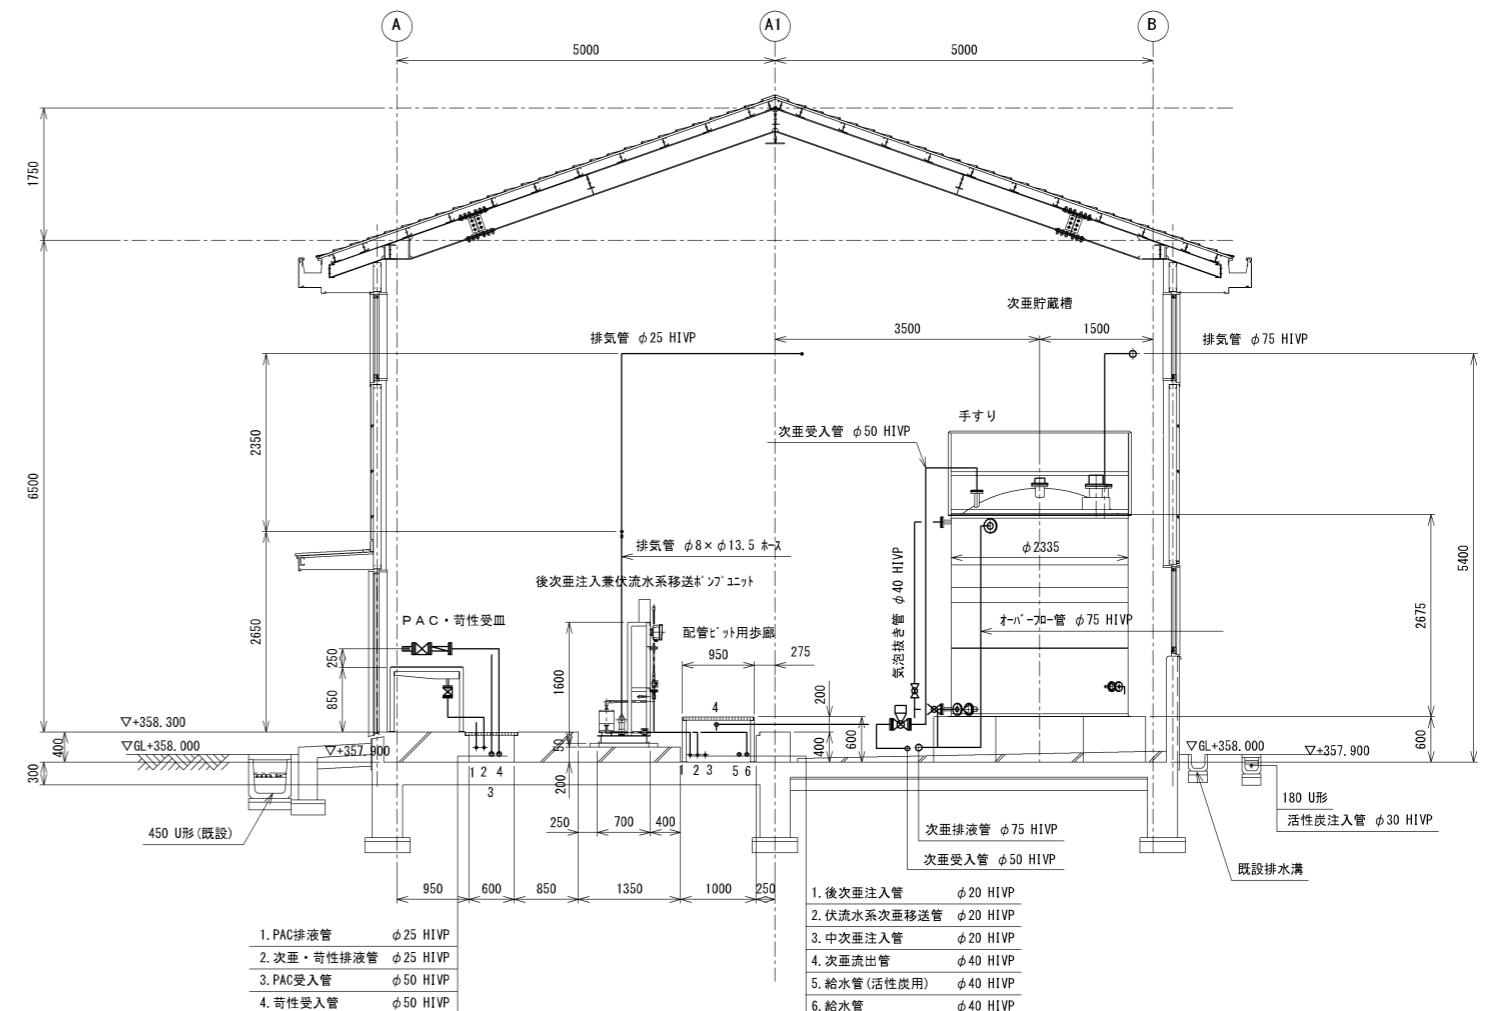 A
A1
B
5000
5000
1750
次亜貯蔵槽
3500
1500
排気管 φ25 HIVP
排気管 φ75 HIVP
手すり
次亜受入管 φ50 HIVP
2350
6500
排気管 φ8×φ13.5 ホース
φ2335
5400
後次亜注入兼伏流水系移送ポンプユニット
気泡抜き管 φ40 HIVP
2675
PAC・苛性受皿
オーバーフロー管 φ75 HIVP
配管ピット用歩廊
2650
250
950
275
1600
850
200
4
▽+358.300
▽GL+358.000
▽+357.900
400
50
400
600
▽GL+358.000
▽+357.900
600
300
1 2 4
3
200
1 2 3 5 6
180 U形
活性炭注入管 φ30 HIVP
450 U形(既設)
250
700
400
次亜排液管 φ75 HIVP
次亜受入管 φ50 HIVP
既設排水溝
950
600
850
1350
1000
250
1.後次亜注入管 φ20 HIVP
2.伏流水系次亜移送管 φ20 HIVP
3.中次亜注入管 φ20 HIVP
4.次亜流出管 φ40 HIVP
5.給水管(活性炭用) φ40 HIVP
6.給水管 φ40 HIVP
1.PAC排液管 φ25 HIVP
2.次亜・苛性排液管 φ25 HIVP
3.PAC受入管 φ50 HIVP
4.苛性受入管 φ50 HIVP